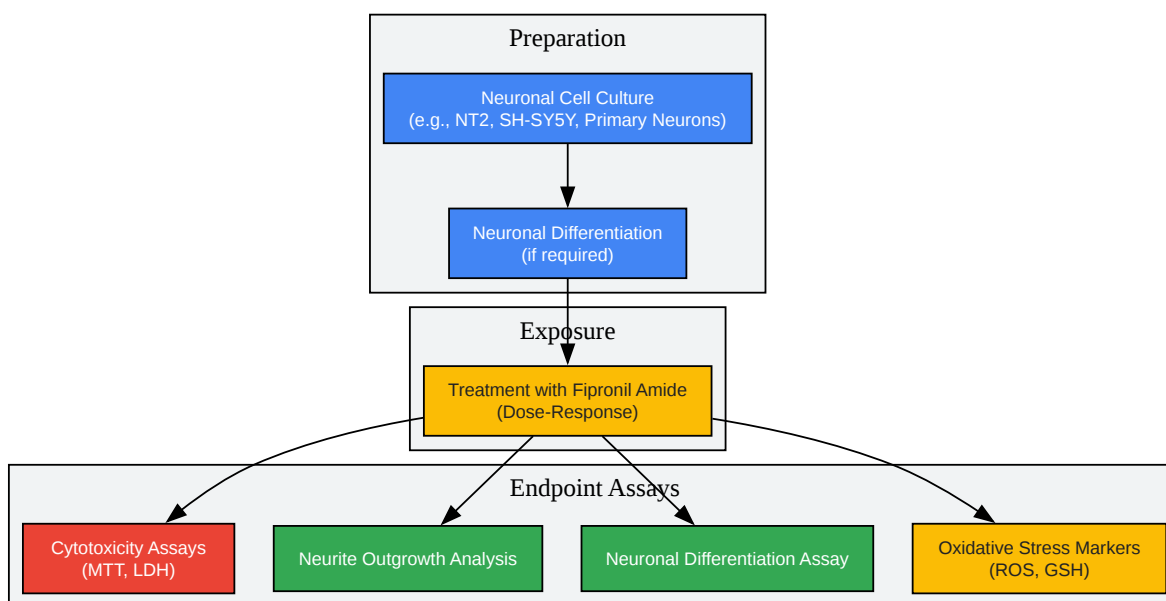 Preparation
Neuronal Cell Culture
(e.g., NT2, SH-SY5Y, Primary Neurons)
Neuronal Differentiation
(if required)
Exposure
Treatment with Fipronil Amide
(Dose-Response)
Endpoint Assays
Cytotoxicity Assays
(MTT, LDH)
Neurite Outgrowth Analysis
Neuronal Differentiation Assay
Oxidative Stress Markers
(ROS, GSH)